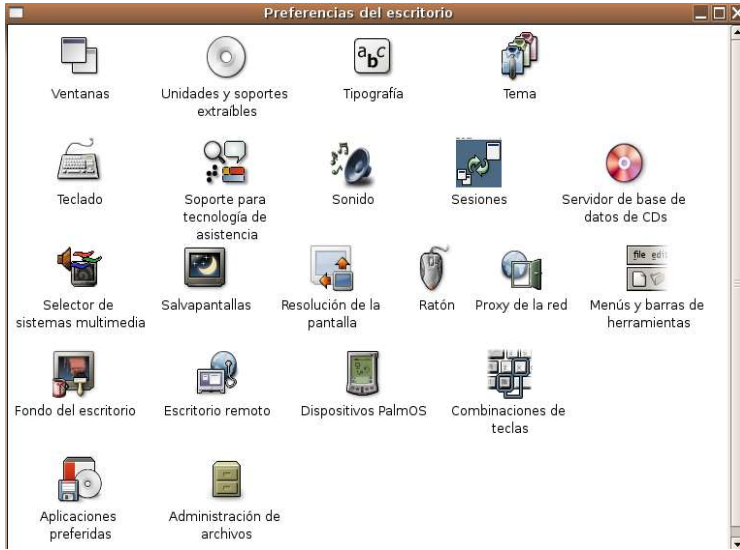 Preferencias del escritorio
abc
Ventanas
Unidades y soportes
extraíbles
Tipografía
Tema
Teclado
Soporte para
tecnología de
asistencia
Sonido
Sesiones
Servidor de base de
datos de CDs
file edi
Selector de
sistemas multimedia
Salvapantallas
Resolución de la
pantalla
Ratón
Proxy de la red
Menús y barras de
herramientas
Fondo del escritorio
Escritorio remoto
Dispositivos PalmOS
Combinaciones de
teclas
Aplicaciones
preferidas
Administración de
archivos